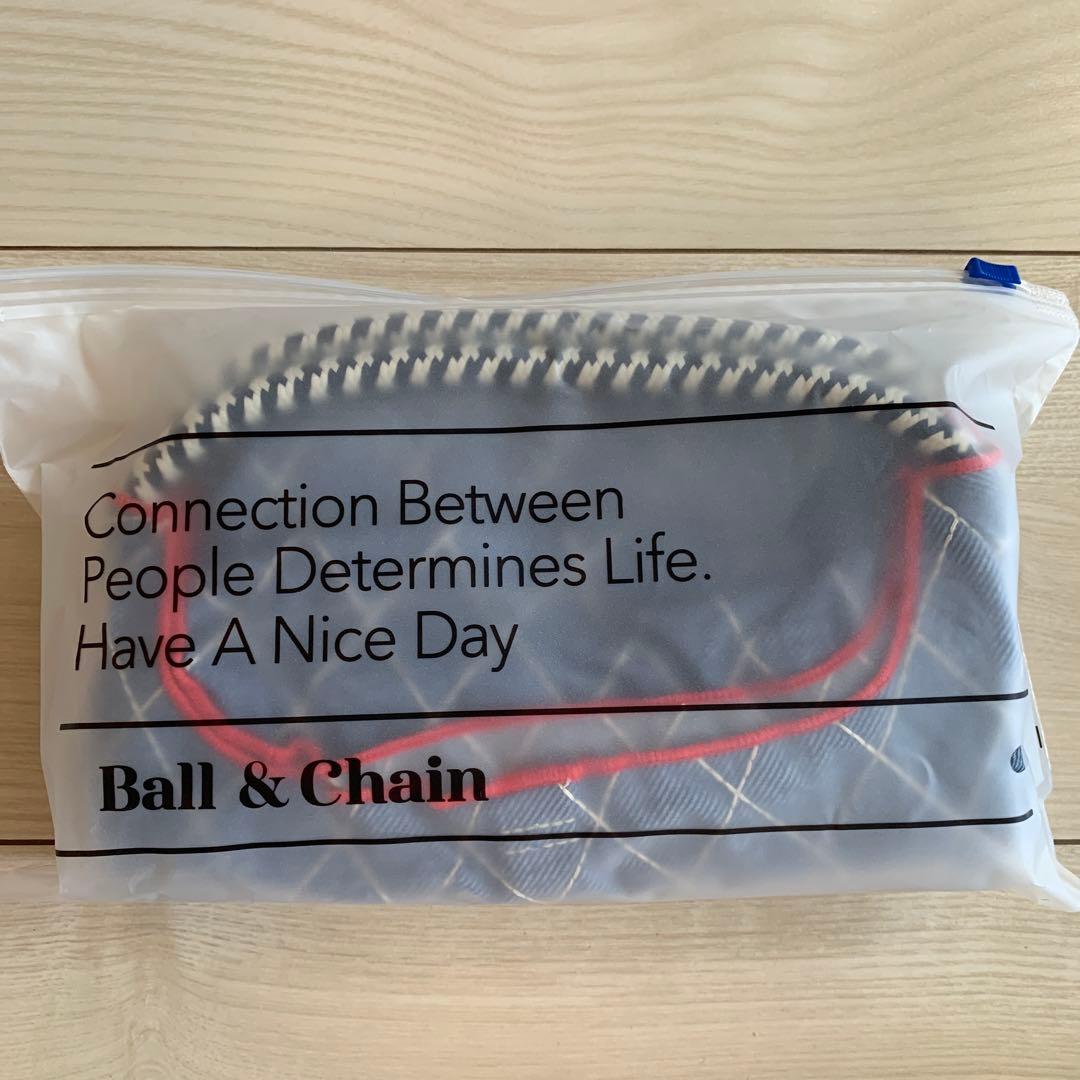 Connection Between
People Determines Life.
Have A Nice Day
Ball & Chain